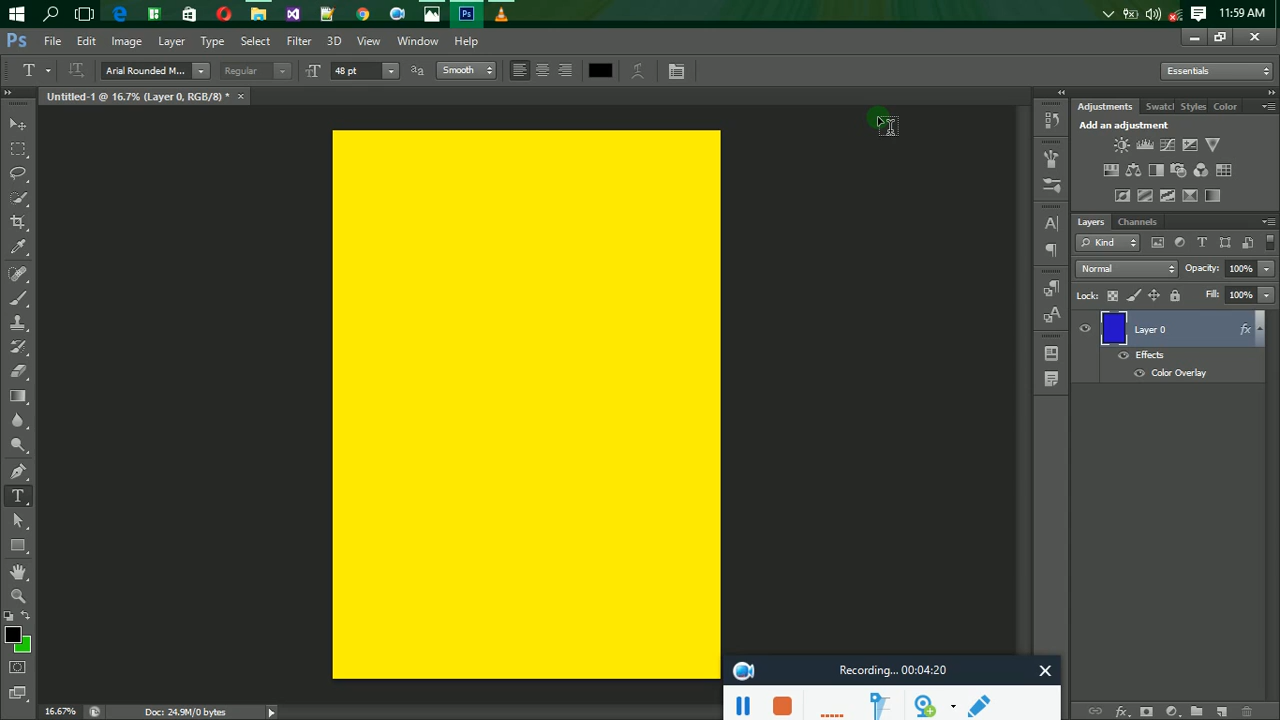 11:59 AM
Ps File Edit Image Layer Type Select Filter 3D View Window Help
Arial Rounded M... Regular 48 pt Smooth Essentials
Untitled-1 @ 16.7% (Layer 0, RGB/8) *
Adjustments Swatcl Styles Color
Add an adjustment
Layers Channels
Kind
Normal Opacity: 100%
Lock: Fill: 100%
Layer 0 fx
Effects
Color Overlay
Recording... 00:04:20
16.67% Doc: 24.9M/0 bytes